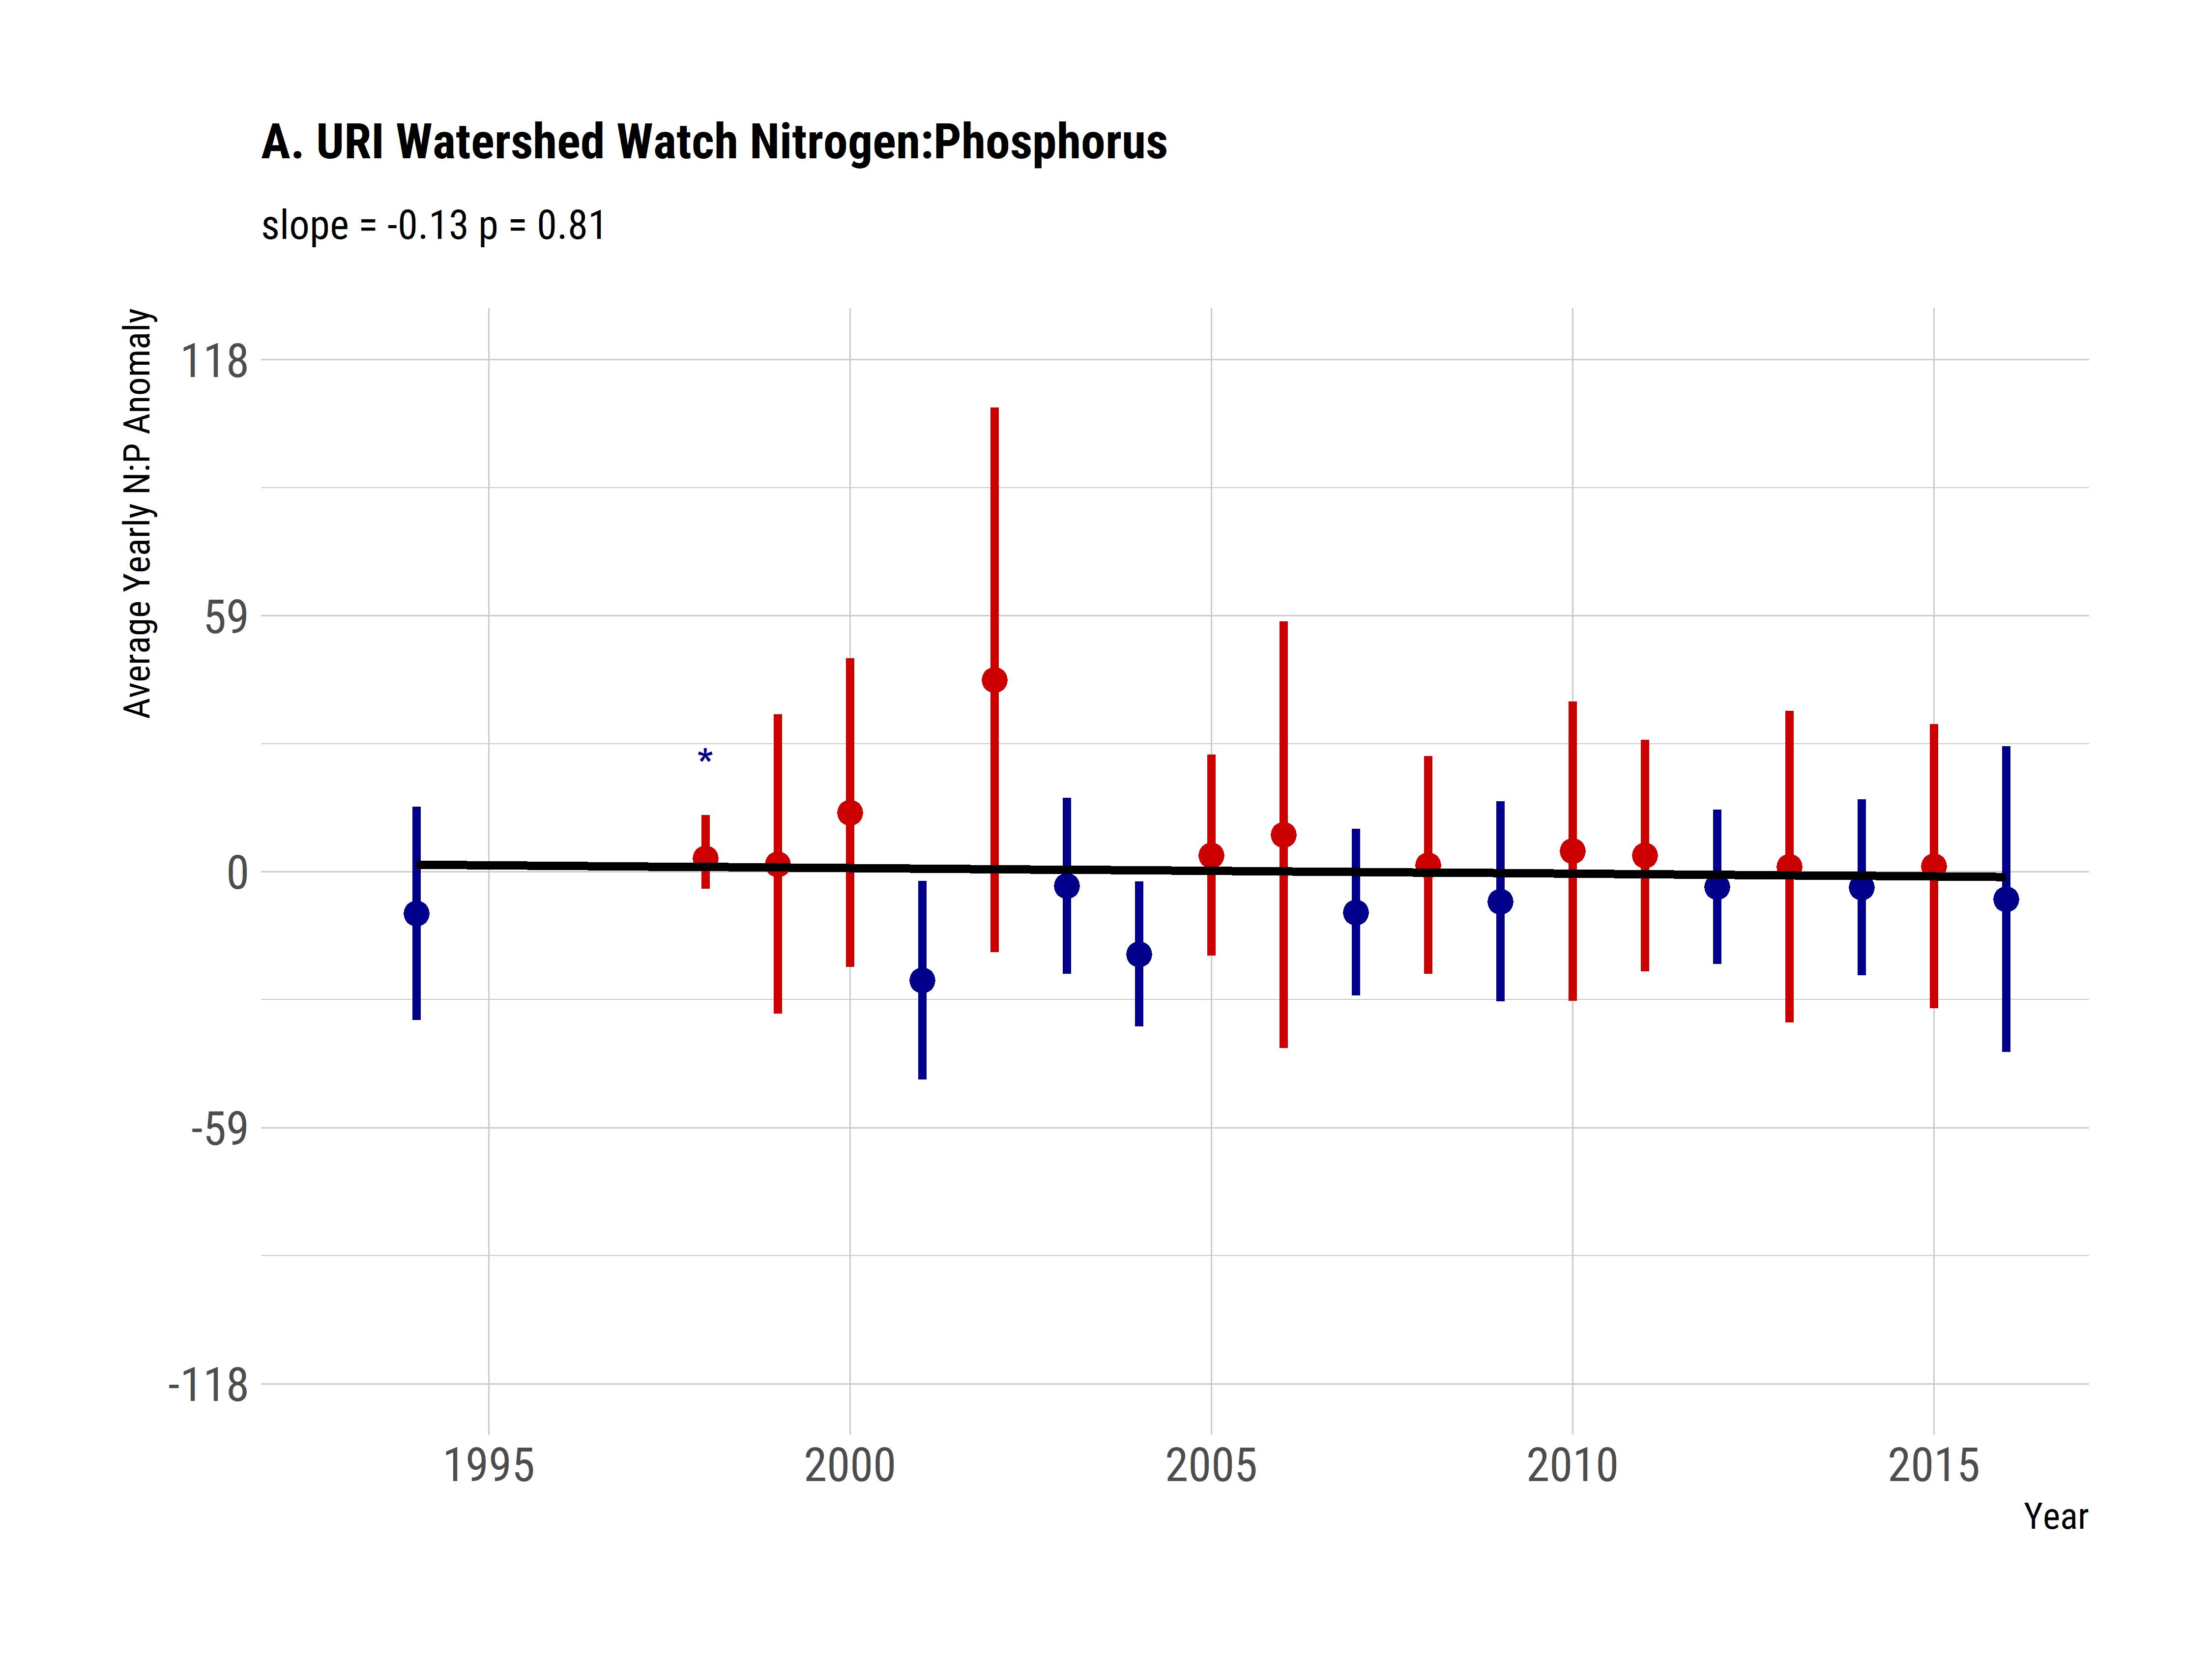 A. URI Watershed Watch Nitrogen:Phosphorus
slope = -0.13 p = 0.81
Average Yearly N:P Anomaly
118
59
0
-59
-118
*
1995
2000
2005
2010
2015
Year